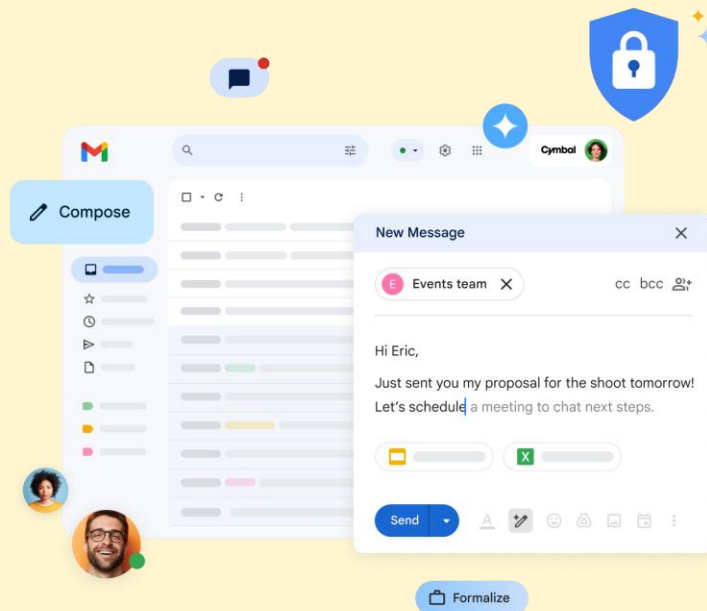 Cymbal
Compose
New Message
E Events team
cc bcc
Hi Eric,
Just sent you my proposal for the shoot tomorrow!
Let's schedule a meeting to chat next steps.
X
Send
A
Formalize